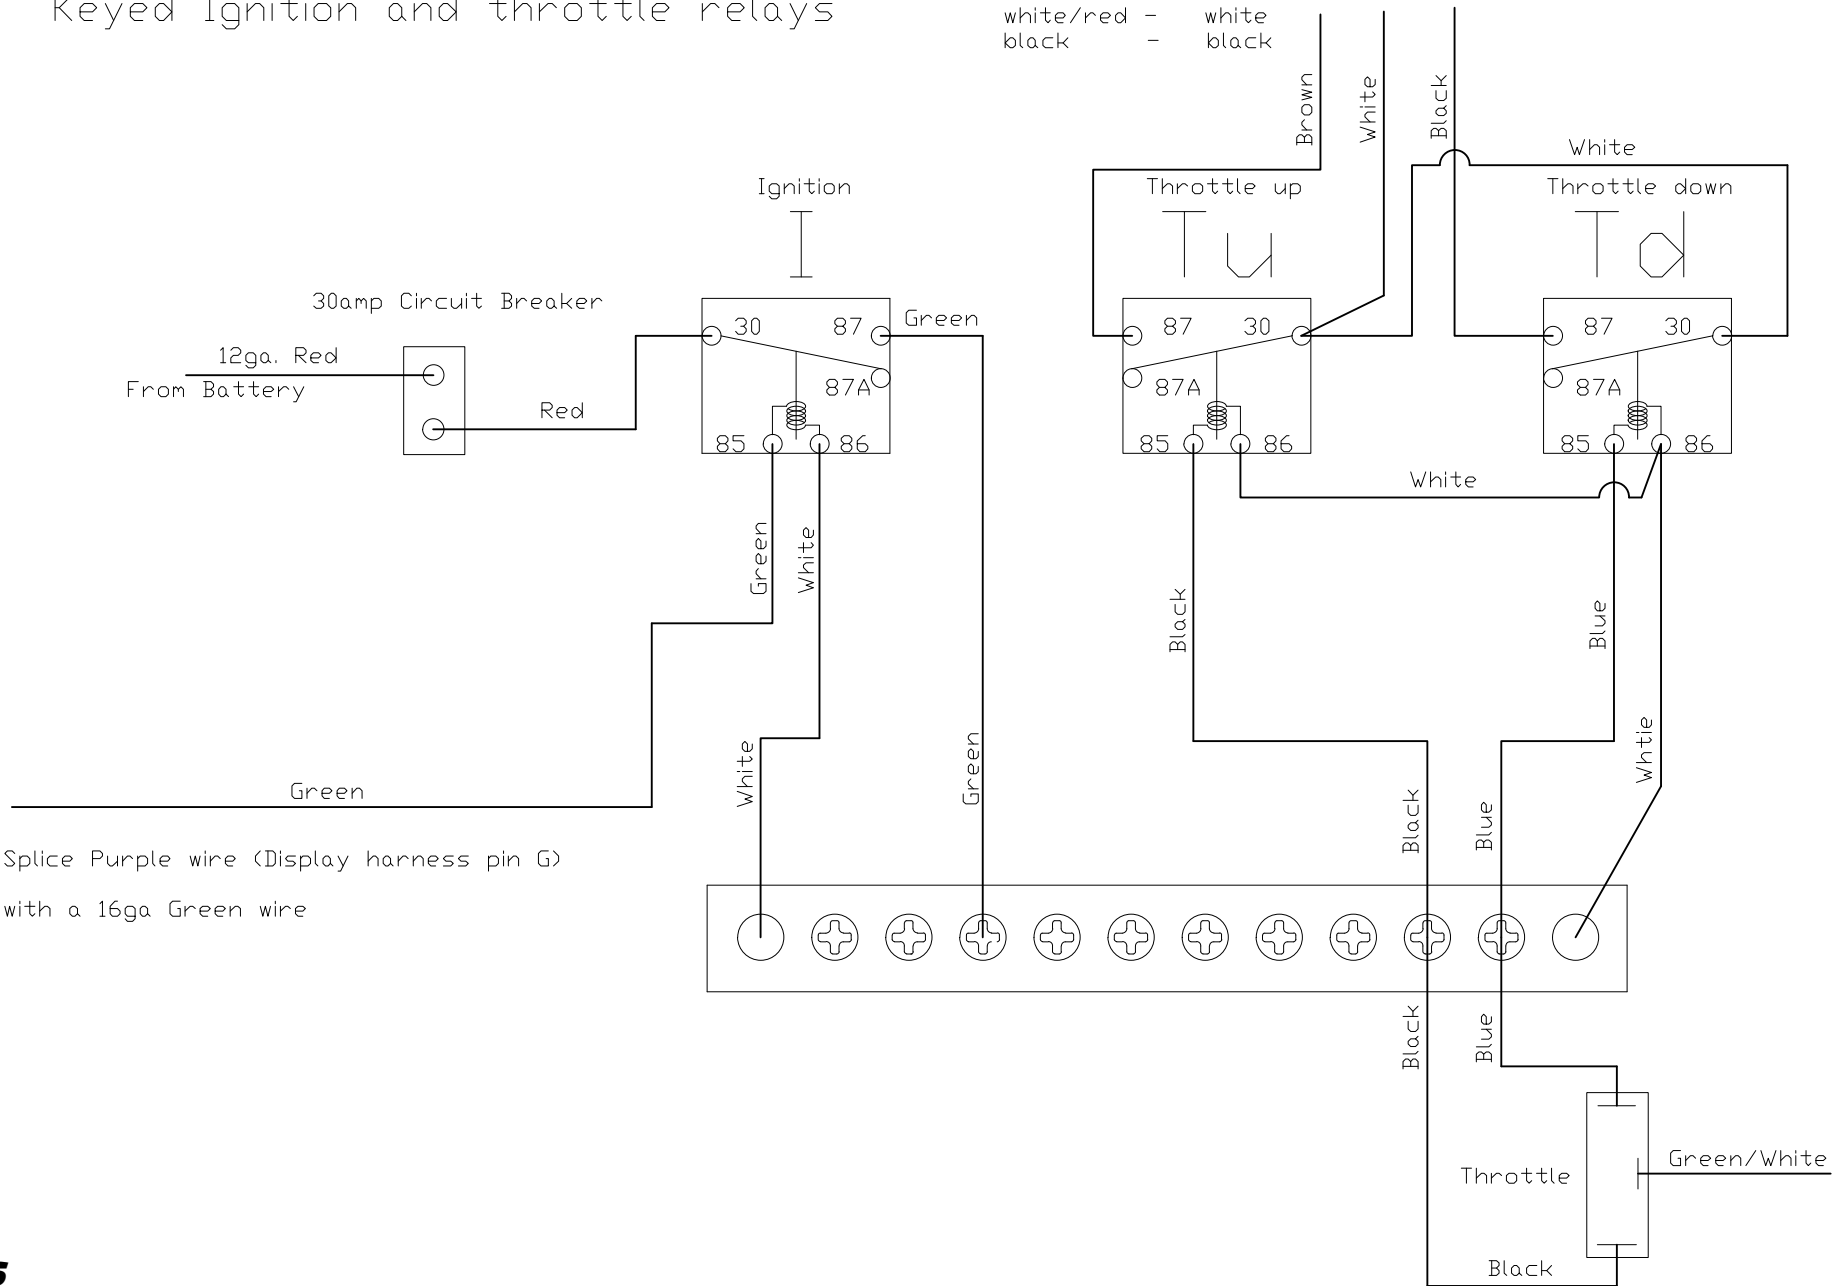 Keyed Ignition and throttle relays
white/red - white
black - black
Brown
White
Black
White
Ignition
Throttle up
Throttle down
I
Tu
Td
30amp Circuit Breaker
30 87
Green
87 30
87 30
12ga. Red
From Battery
87A
87A
87A
Red
85 86
85 86
85 86
White
Green
White
Black
Blue
White
Green
Whtie
Green
Black
Blue
Splice Purple wire (Display harness pin G)
with a 16ga Green wire
Black
Blue
Throttle
Green/White
Black